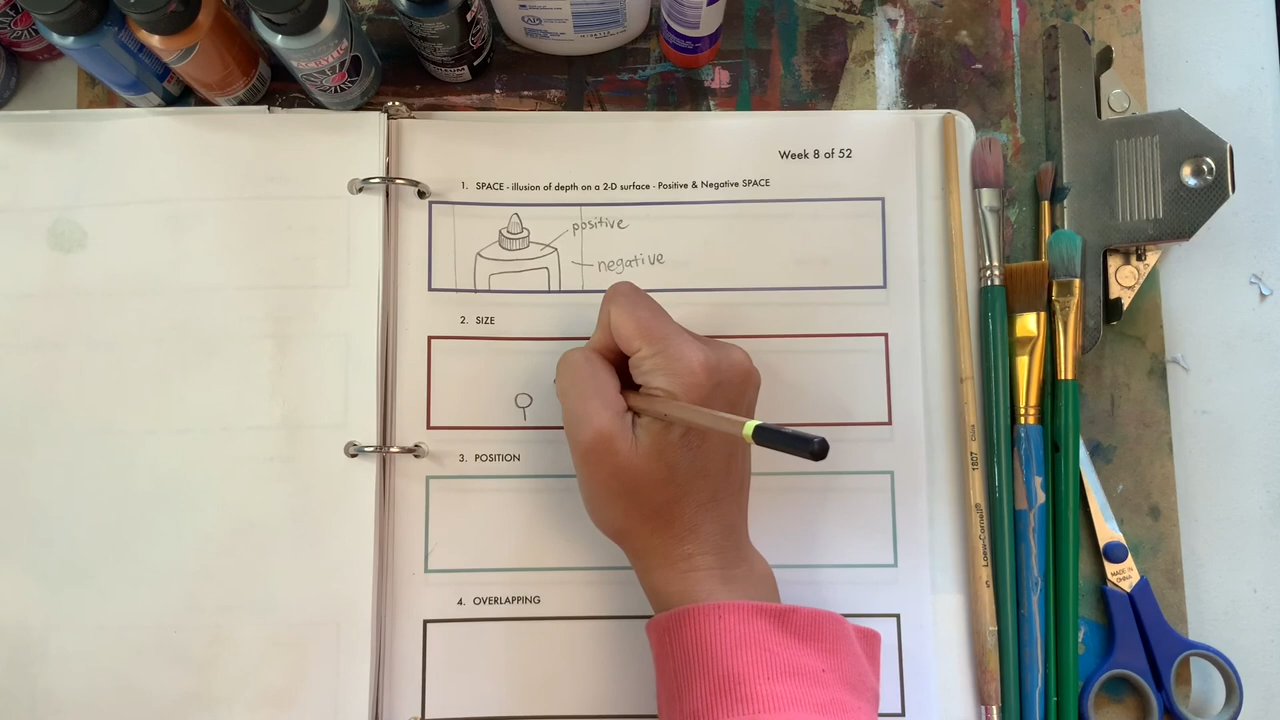 Week 8 of 52
1. SPACE - illusion of depth on a 2-D surface - Positive & Negative SPACE
positive
negative
2. SIZE
3. POSITION
4. OVERLAPPING
Loew-Cornell®
1807
China
MADE IN